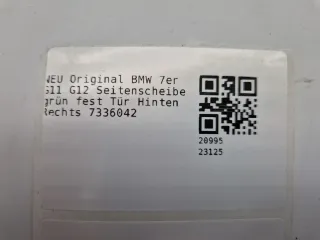 NEU Original BMW 7er
G11 G12 Seitenscheibe
grün fest Tür Hinten
Rechts 7336042
20995
23125